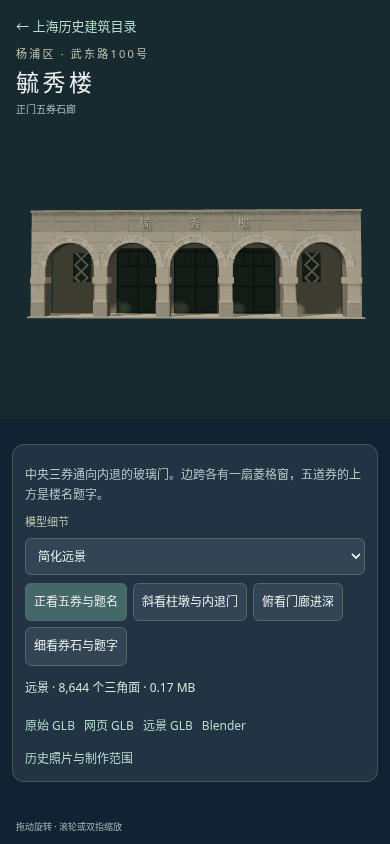 ← 上海历史建筑目录
杨浦区 · 武东路100号
毓秀楼
正门五券石廊
毓 秀 楼
中央三券通向内退的玻璃门。边跨各有一扇菱格窗，五道券的上
方是楼名题字。
模型细节
简化远景
正看五券与题名
斜看柱墩与内退门
俯看门廊进深
细看券石与题字
远景 · 8,644 个三角面 · 0.17 MB
原始 GLB 网页 GLB 远景 GLB Blender
历史照片与制作范围
拖动旋转 · 滚轮或双指缩放